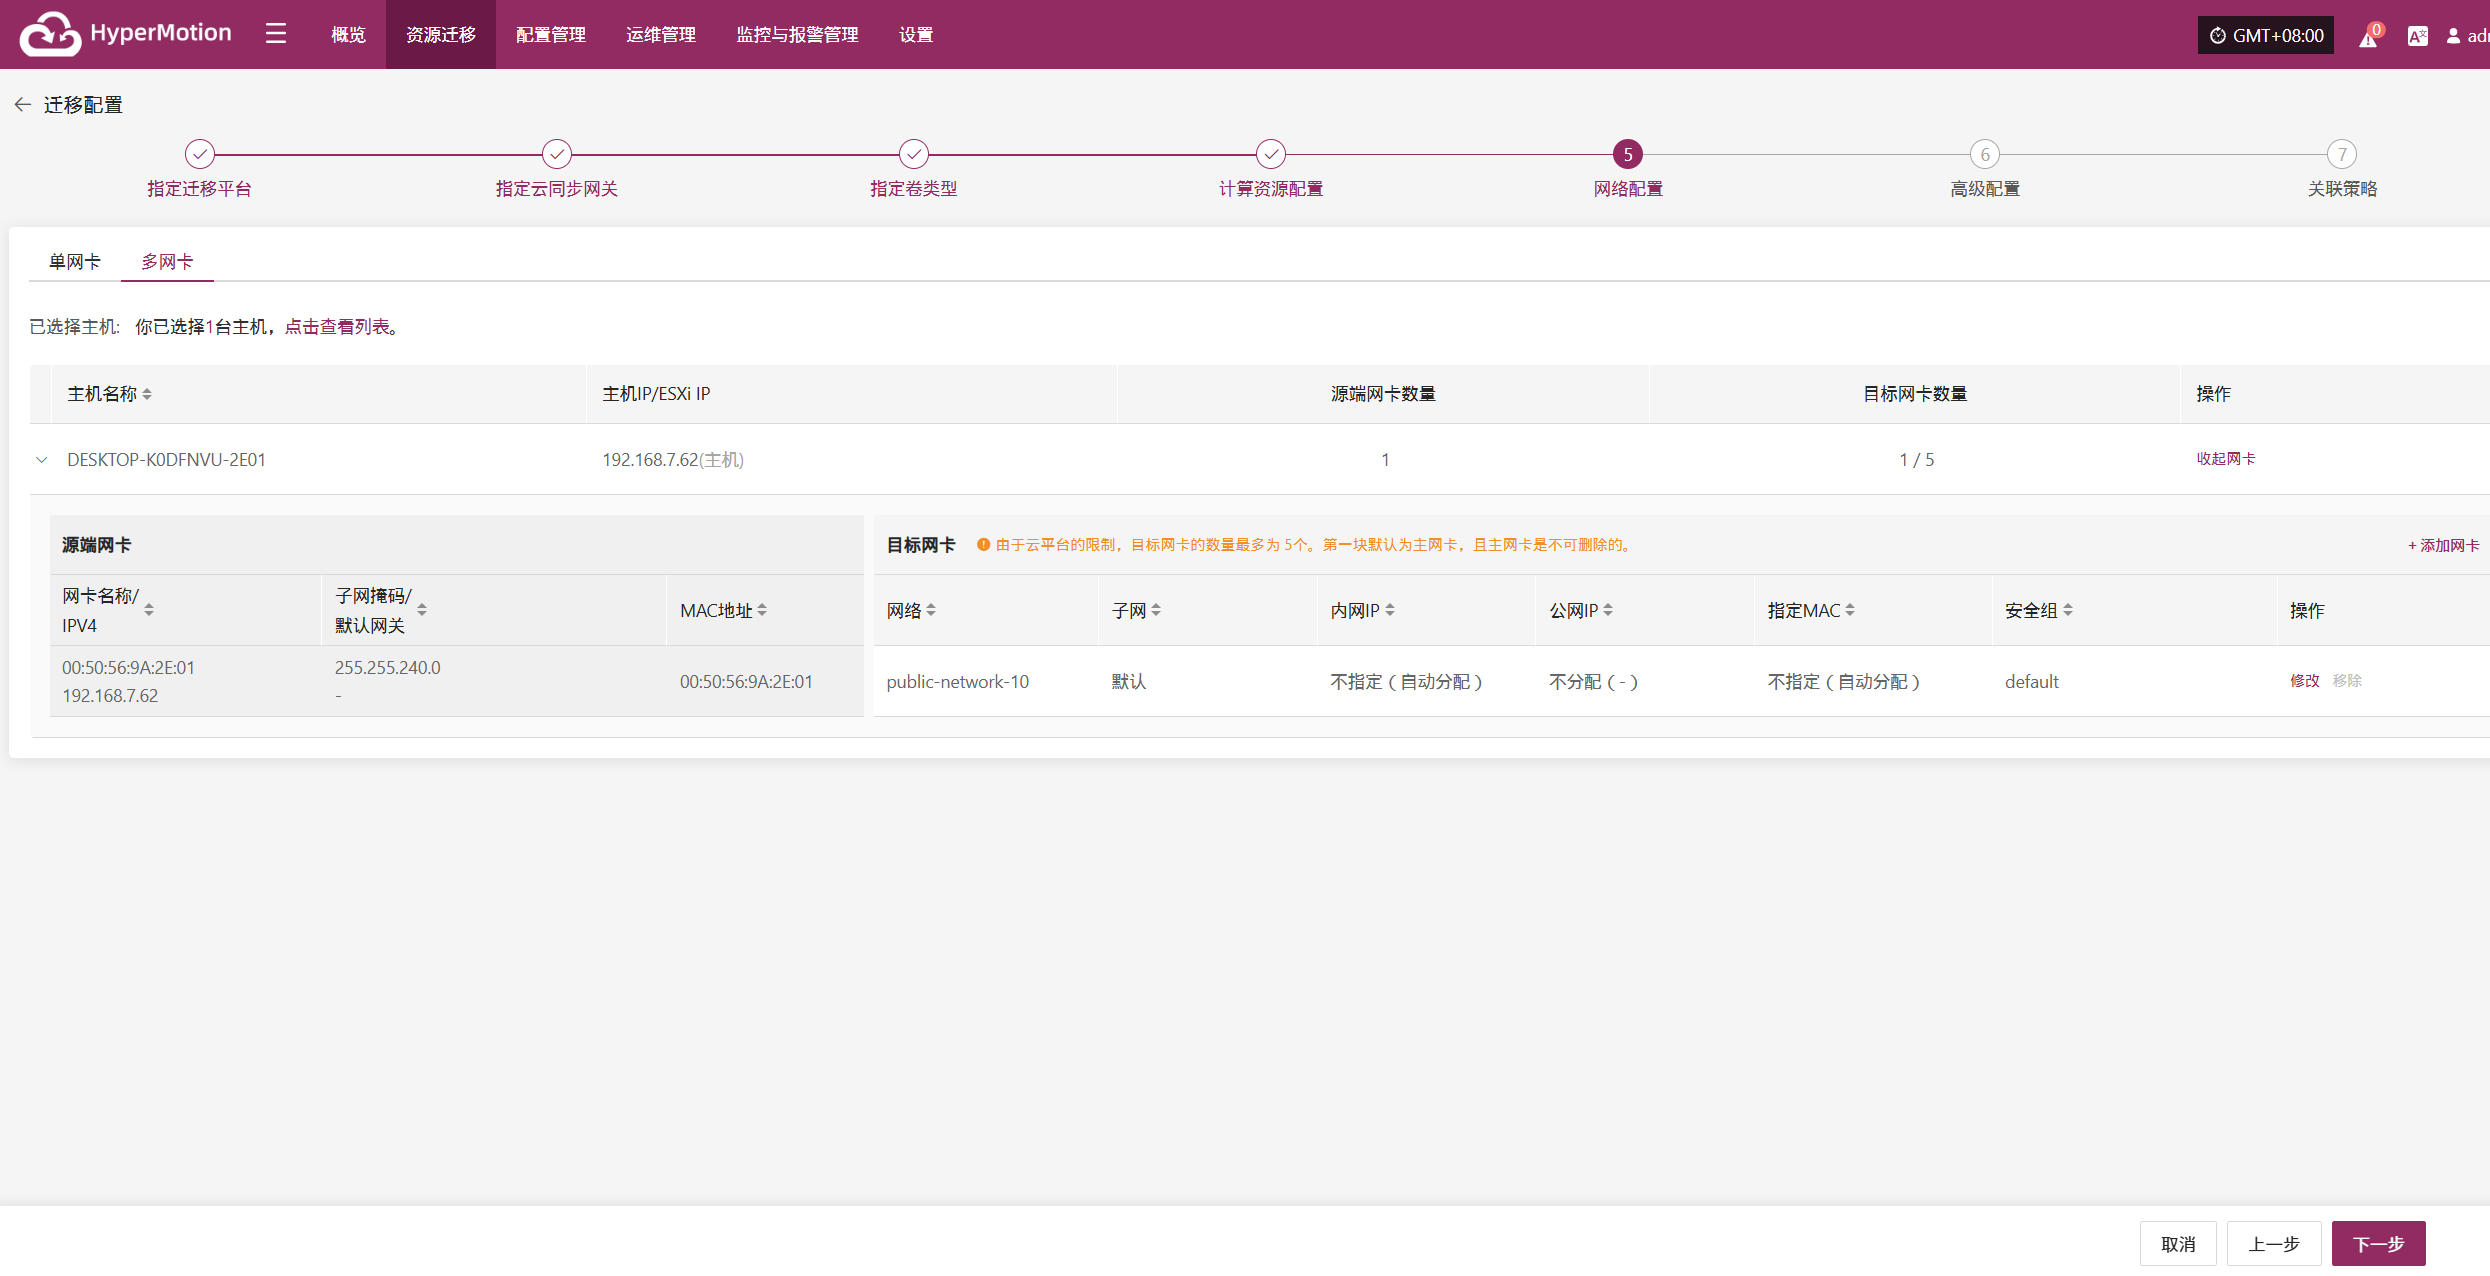 HyperMotion
概览
资源迁移
配置管理
运维管理
监控与报警管理
设置
GMT+08:00
0
迁移配置
指定迁移平台
指定云同步网关
指定卷类型
计算资源配置
5
网络配置
6
高级配置
7
关联策略
单网卡
多网卡
已选择主机: 你已选择1台主机，点击查看列表。
主机名称
主机IP/ESXi IP
源端网卡数量
目标网卡数量
操作
DESKTOP-K0DFNVU-2E01
192.168.7.62(主机)
1
1 / 5
收起网卡
源端网卡
网卡名称/
IPV4
子网掩码/
默认网关
MAC地址
00:50:56:9A:2E:01
192.168.7.62
255.255.240.0
-
00:50:56:9A:2E:01
目标网卡
由于云平台的限制，目标网卡的数量最多为 5个。第一块默认为主网卡，且主网卡是不可删除的。
+ 添加网卡
网络
子网
内网IP
公网IP
指定MAC
安全组
操作
public-network-10
默认
不指定（自动分配）
不分配（-）
不指定（自动分配）
default
修改
移除
取消
上一步
下一步